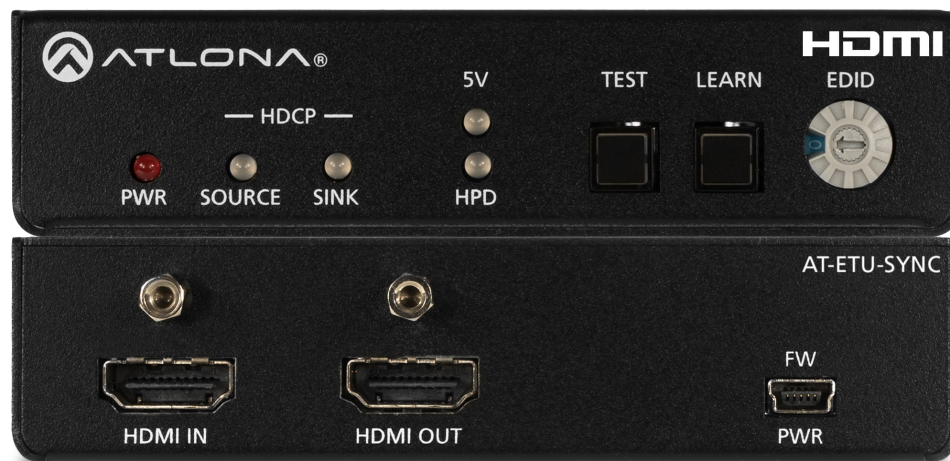 ATLONA®
HDMI
5V
TEST
LEARN
EDID
HDCP
0
PWR
SOURCE
SINK
HPD
AT-ETU-SYNC
FW
HDMI IN
HDMI OUT
PWR